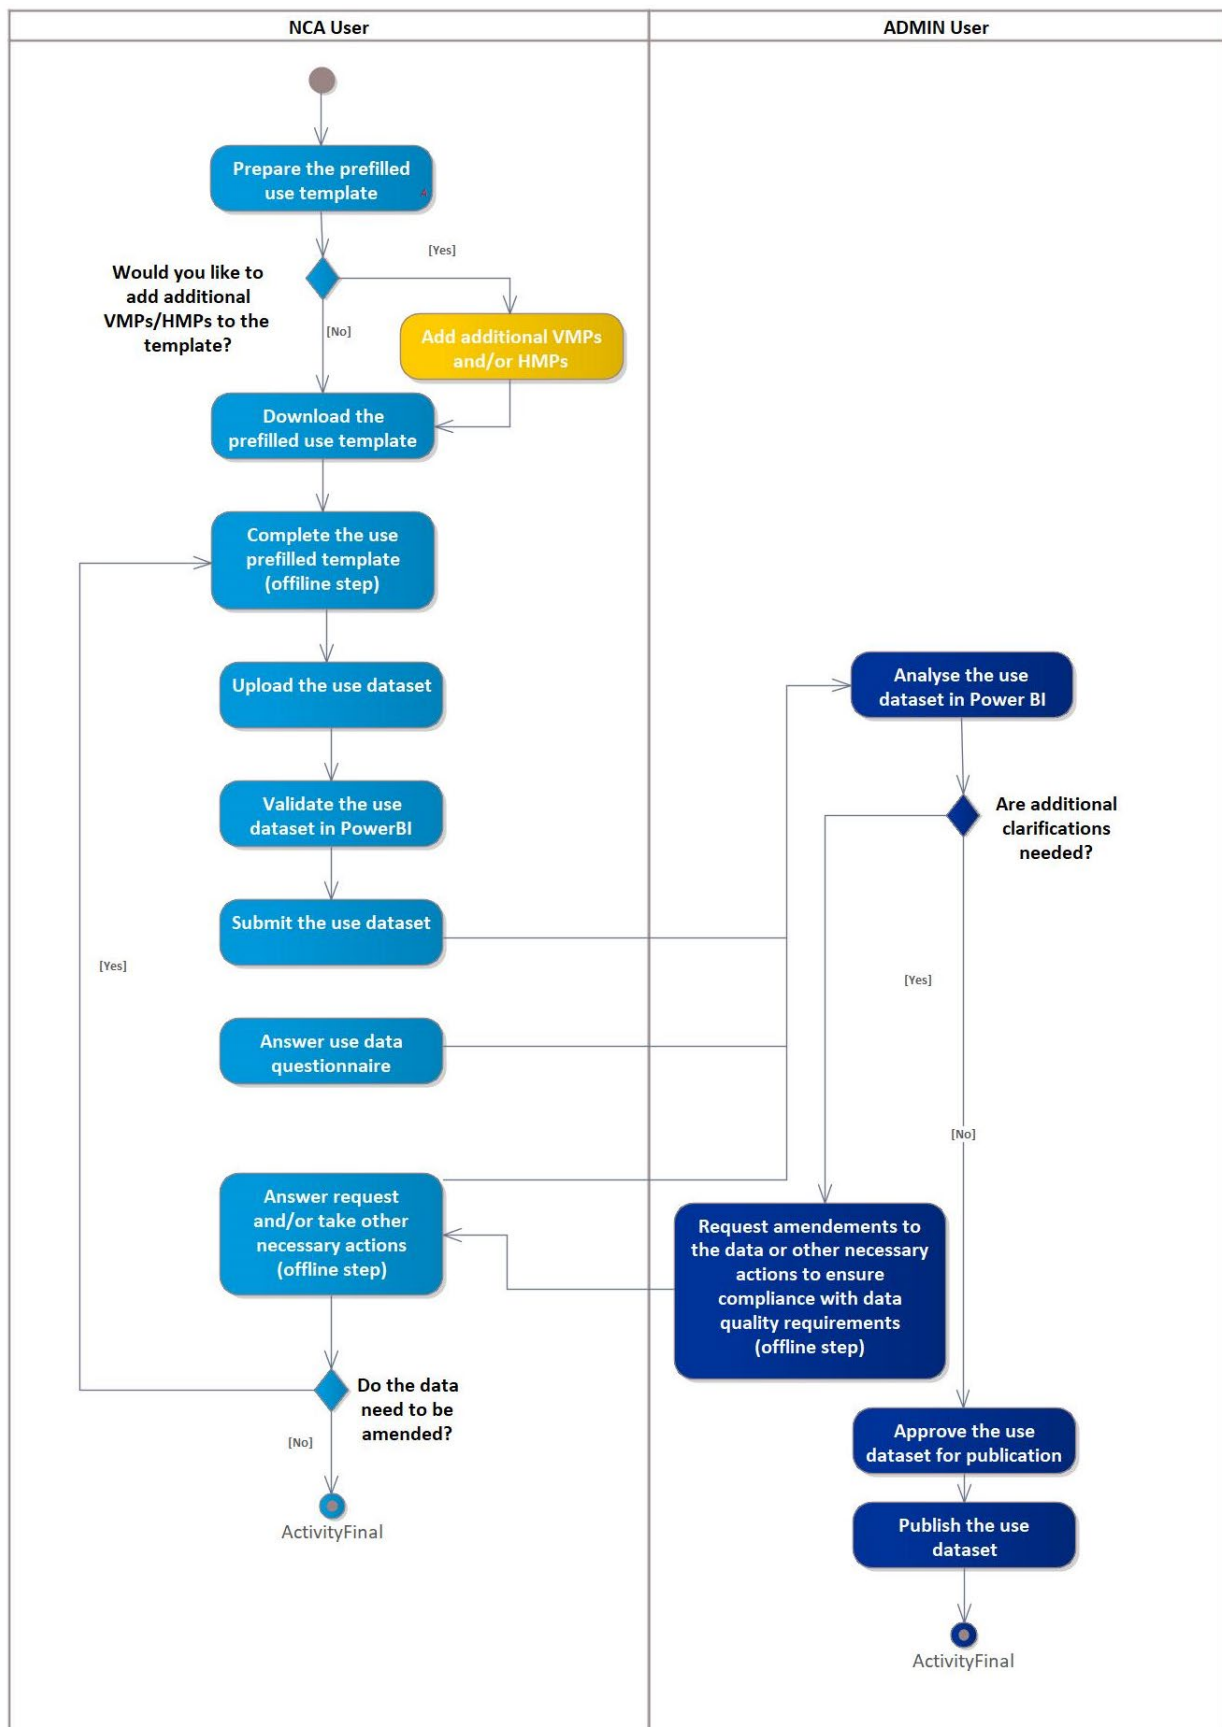 NCA User
ADMIN User
Prepare the prefilled
use template
[Yes]
Would you like to
add additional
VMPs/HMPs to the
template?
[No]
Add additional VMPs
and/or HMPs
Download the
prefilled use template
Complete the use
prefilled template
(offiline step)
Upload the use dataset
Analyse the use
dataset in Power BI
Validate the use
dataset in PowerBI
Are additional
clarifications
needed?
Submit the use dataset
[Yes]
[Yes]
Answer use data
questionnaire
[No]
Answer request
and/or take other
necessary actions
(offline step)
Request amendements to
the data or other necessary
actions to ensure
compliance with data
quality requirements
(offline step)
Do the data
need to be
amended?
[No]
Approve the use
dataset for publication
ActivityFinal
Publish the use
dataset
ActivityFinal